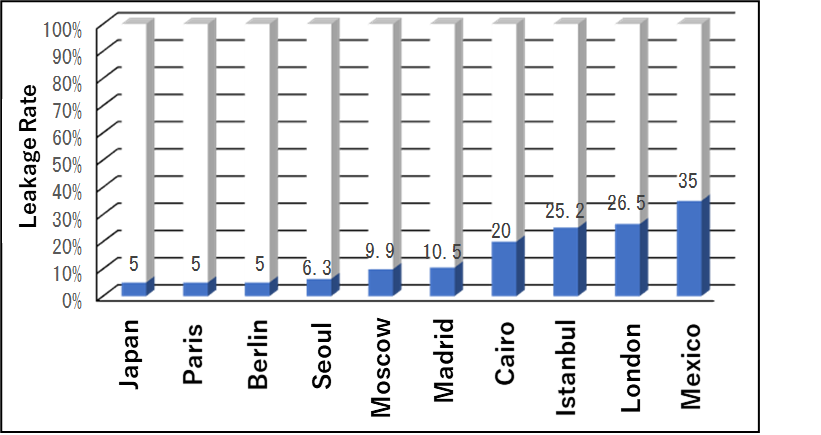 Leakage Rate
100%
90%
80%
70%
60%
50%
40%
30%
20%
10%
0%
5
5
5
6.3
9.9
10.5
20
25.2
26.5
35
Japan
Paris
Berlin
Seoul
Moscow
Madrid
Cairo
Istanbul
London
Mexico